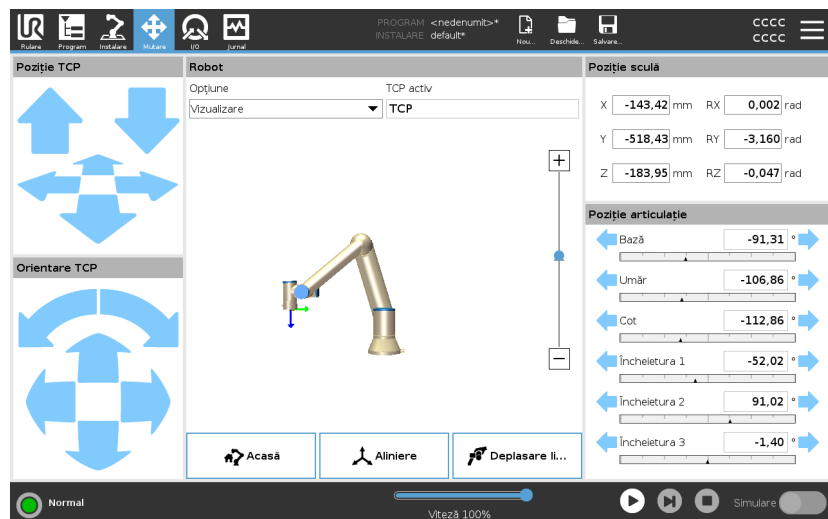 PROGRAM <nedenumit>*
INSTALARE default*
CCCC
CCCC
Rulare Program Instalare Mutare I/O Jurnal Nou... Deschide... Salvare...
Poziție TCP
Robot
Opțiune TCP activ
Vizualizare TCP
Poziție sculă
X -143,42 mm RX 0,002 rad
Y -518,43 mm RY -3,160 rad
Z -183,95 mm RZ -0,047 rad
Poziție articulație
Bază -91,31 °
Umăr -106,86 °
Cot -112,86 °
Încheietura 1 -52,02 °
Încheietura 2 91,02 °
Încheietura 3 -1,40 °
Orientare TCP
Acasă Aliniere Deplasare li...
Normal
Viteză 100%
Simulare